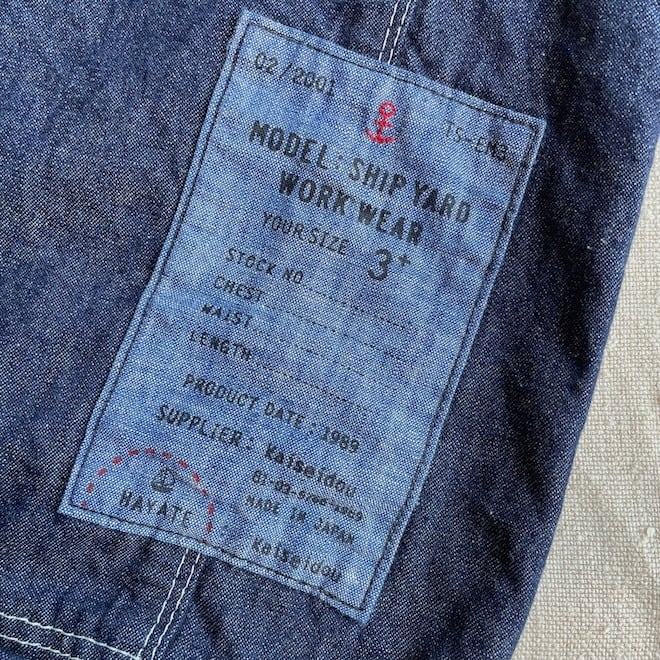 02/2001
TS-EM3
MODEL: SHIP YARD
WORK WEAR
YOUR SIZE 3+
STOCK NO
CHEST
WAIST
LENGTH
PRODUCT DATE : 1989
SUPPLIER. Kaiseidou
MADE IN JAPAN
Kaiseidou
HAYATE